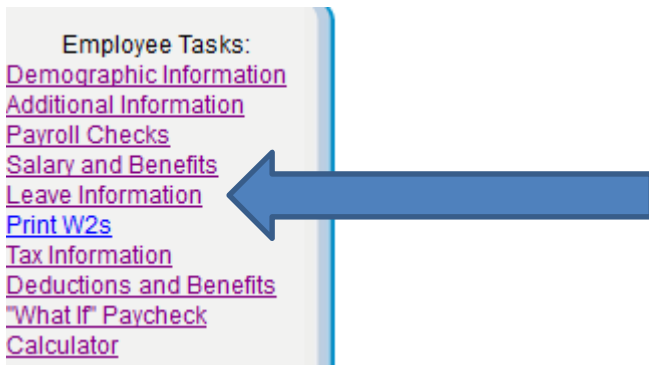 Employee Tasks:
Demographic Information
Additional Information
Payroll Checks
Salary and Benefits
Leave Information
Print W2s
Tax Information
Deductions and Benefits
"What If" Paycheck
Calculator